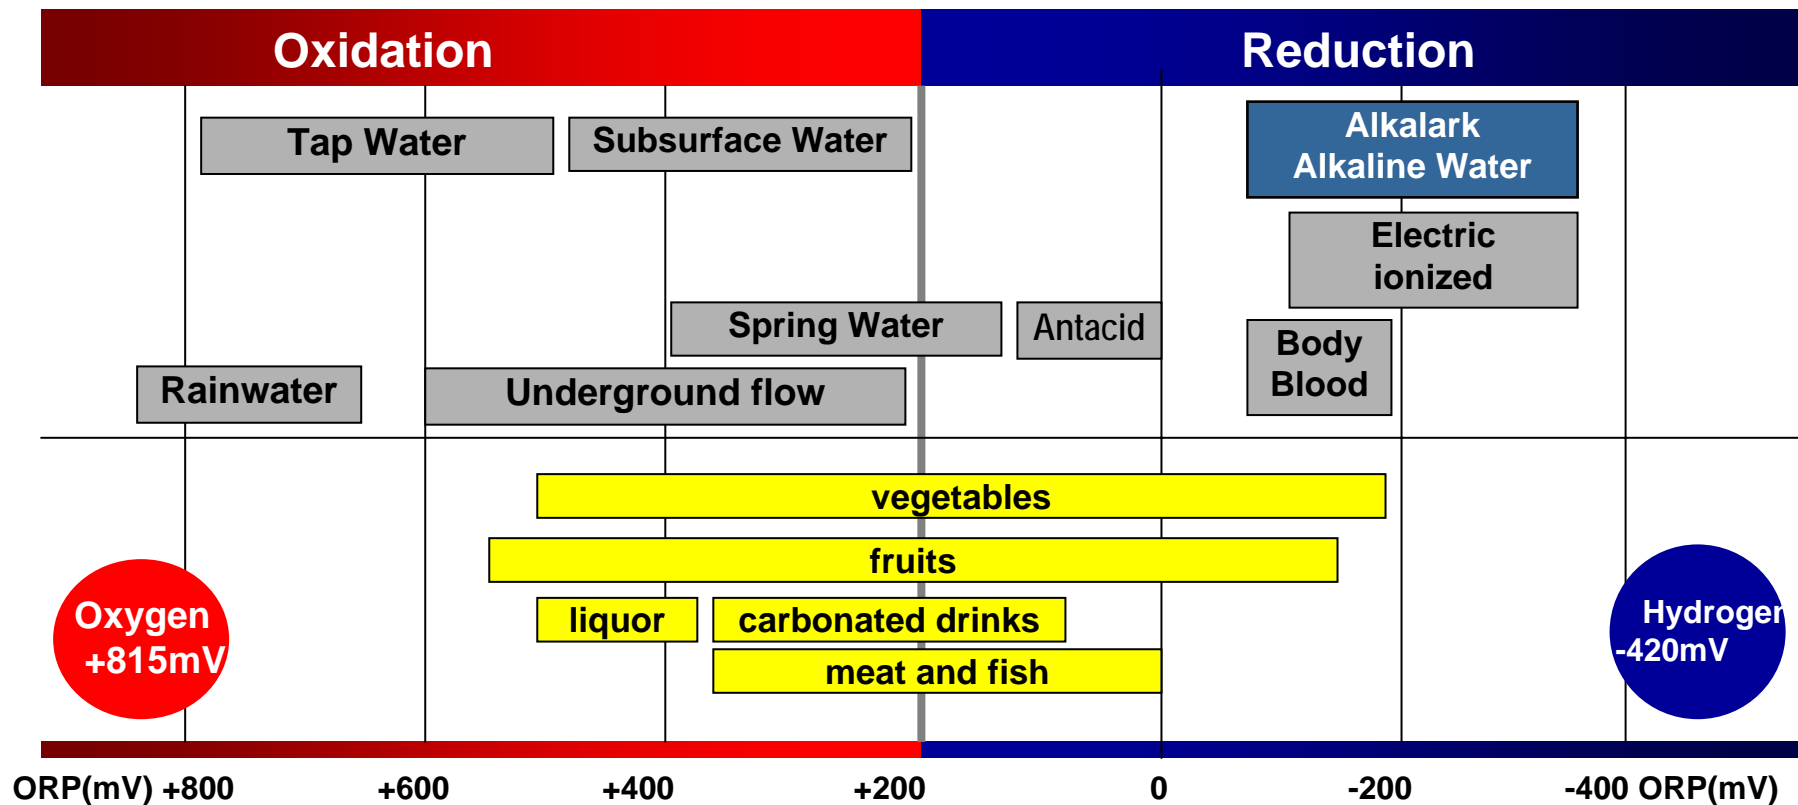 Oxidation
Reduction
Tap Water
Subsurface Water
Alkalark
Alkaline Water
Electric
ionized
Spring Water
Antacid
Body
Blood
Rainwater
Underground flow
vegetables
fruits
liquor
carbonated drinks
meat and fish
Oxygen
+815mV
Hydrogen
-420mV
ORP(mV) +800 +600 +400 +200 0 -200 -400 ORP(mV)